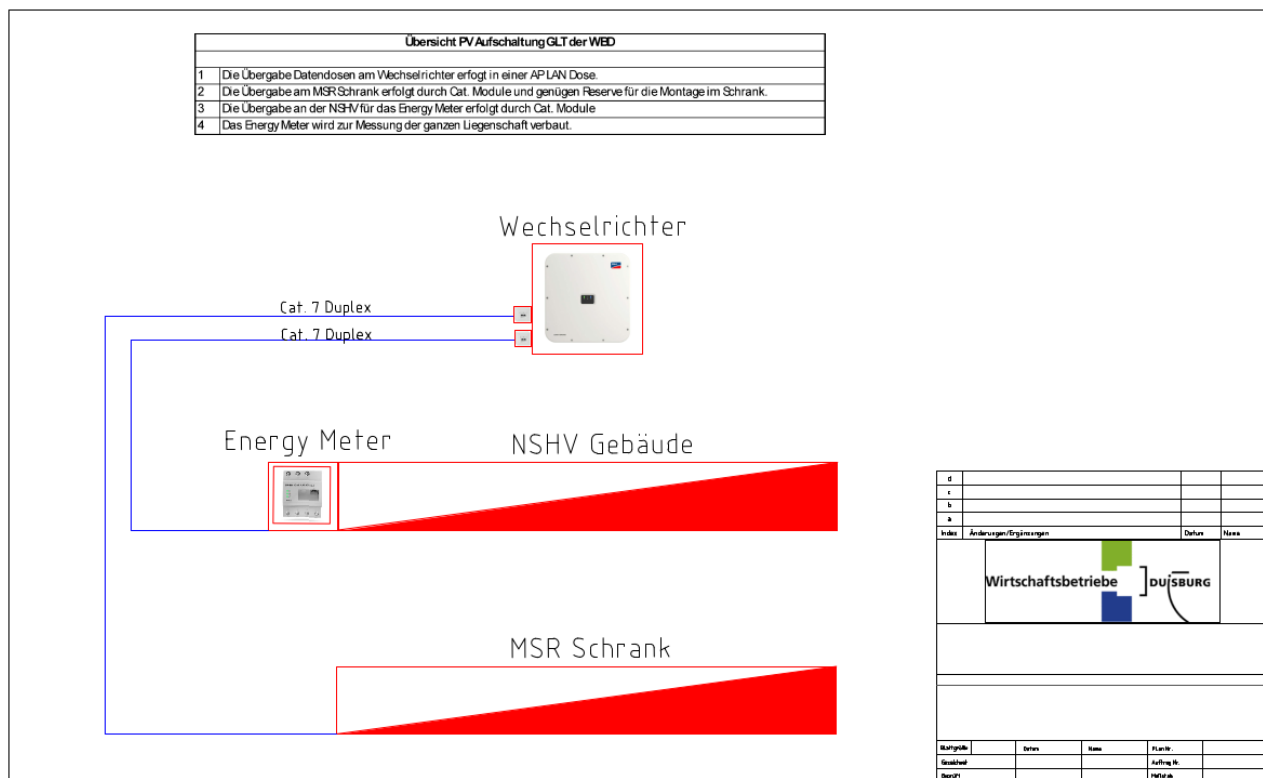 Übersicht PV Aufschaltung GLT der WBD
1 Die Übergabe Datendosen am Wechselrichter erfogt in einer AP LAN Dose.
2 Die Übergabe am MSR Schrank erfolgt durch Cat. Module und genügen Reserve für die Montage im Schrank.
3 Die Übergabe an der NSHV für das Energy Meter erfolgt durch Cat. Module
4 Das Energy Meter wird zur Messung der ganzen Liegenschaft verbaut.
Wechselrichter
Cat. 7 Duplex
Cat. 7 Duplex
Energy Meter
NSHV Gebäude
MSR Schrank
d
c
b
a
Index Änderungen/Ergänzungen Datum Name
Wirtschaftsbetriebe DUISBURG
Blattgröße Datum Name Plan Nr.
Gezeichnet Auftrag Nr.
Geprüft Maßstab